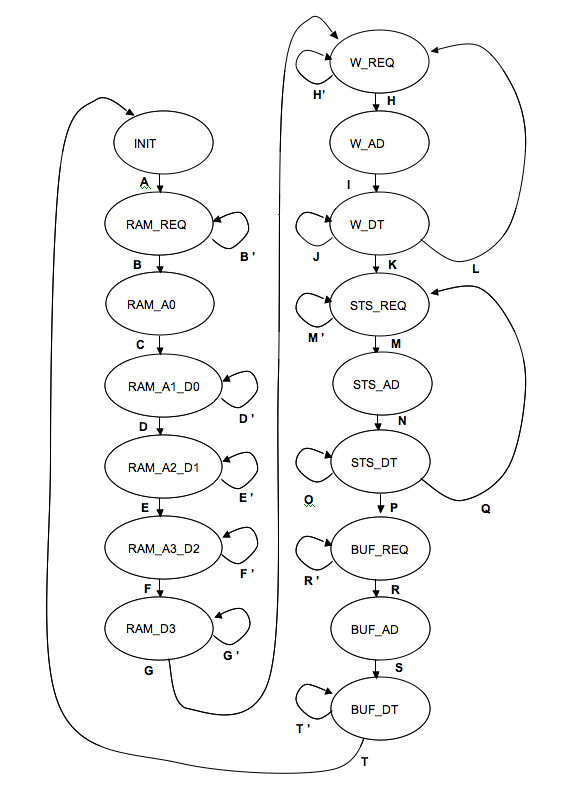 INIT
A
RAM_REQ
B '
B
RAM_A0
C
RAM_A1_D0
D '
D
RAM_A2_D1
E '
E
RAM_A3_D2
F '
F
RAM_D3
G '
G
W_REQ
H'
H
W_AD
I
W_DT
J
K
L
STS_REQ
M '
M
STS_AD
N
STS_DT
O
P
Q
BUF_REQ
R '
R
BUF_AD
S
BUF_DT
T '
T